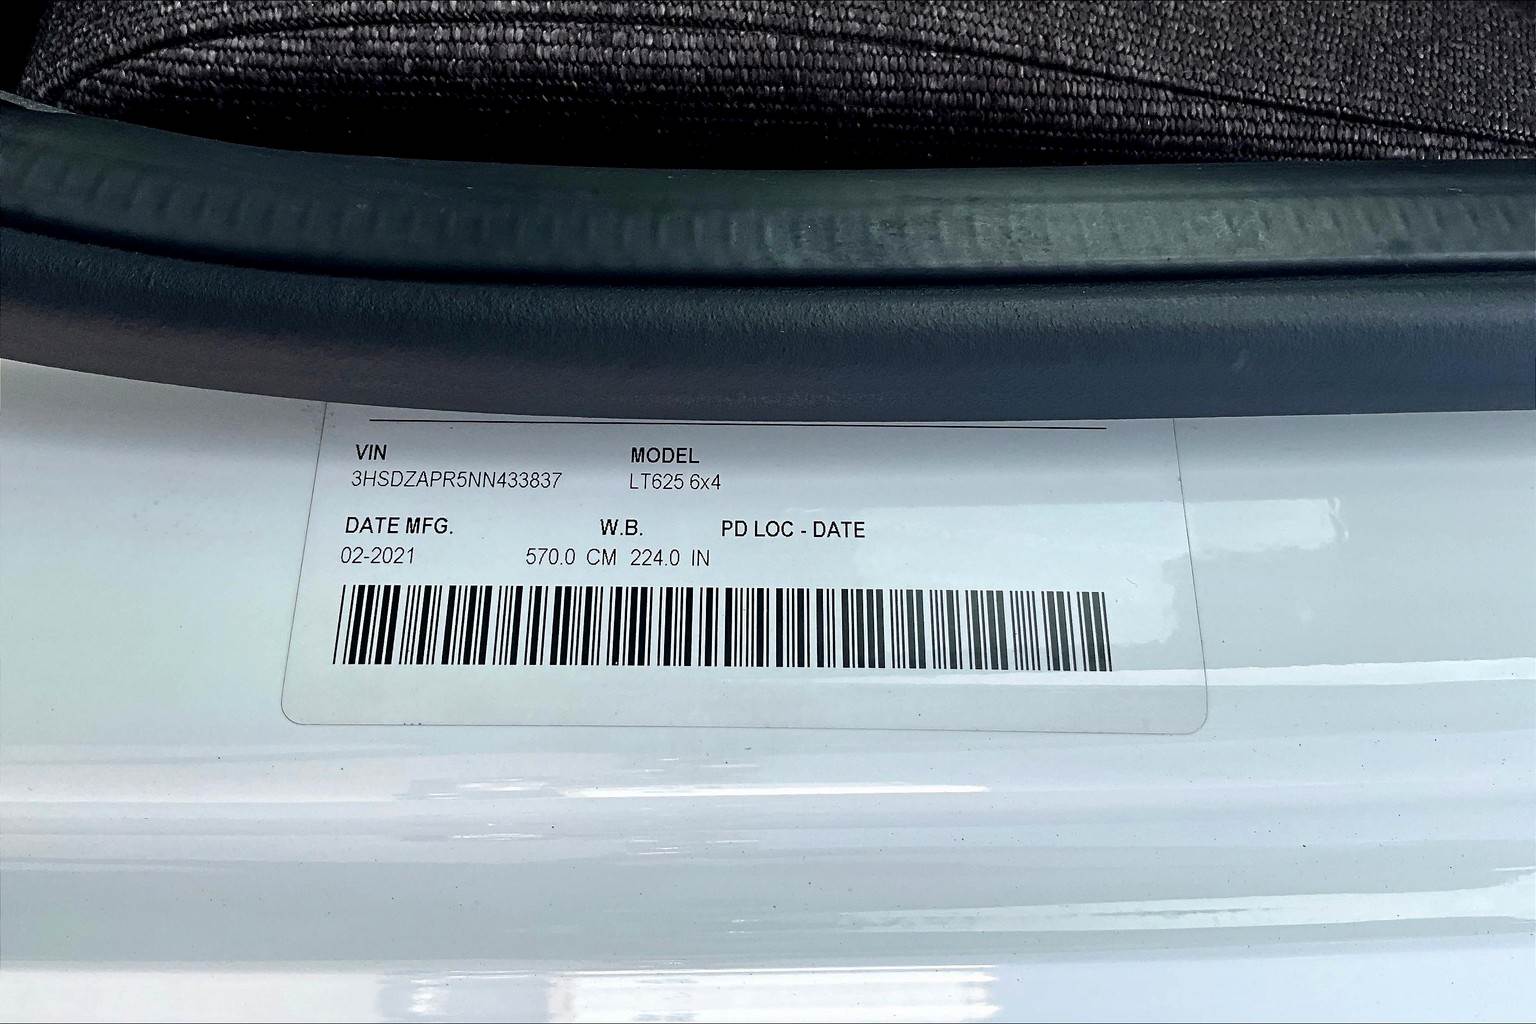 VIN MODEL
3HSDZAPR5NN433837 LT625 6x4
DATE MFG. W.B. PD LOC - DATE
02-2021 570.0 CM 224.0 IN